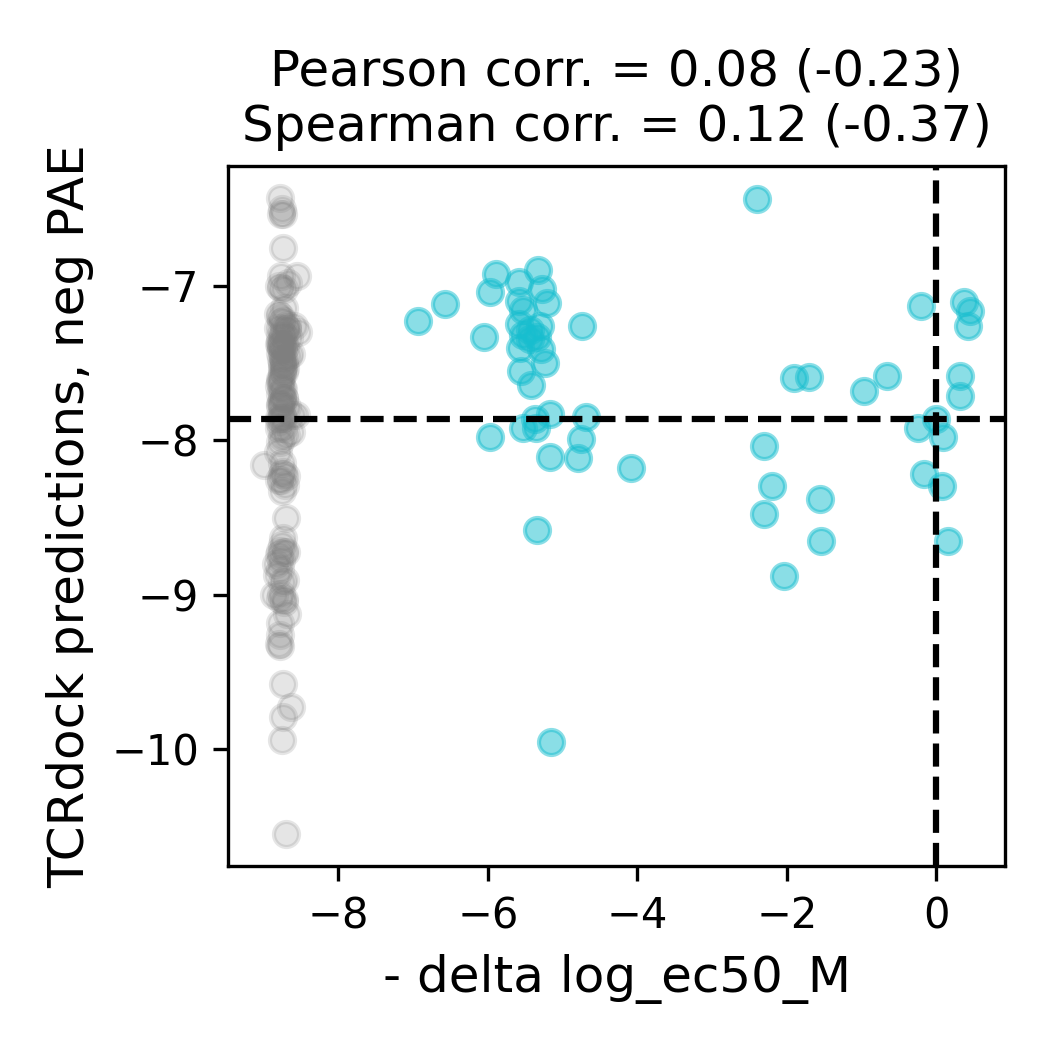 Pearson corr. = 0.08 (-0.23)
Spearman corr. = 0.12 (-0.37)
TCRdock predictions, neg PAE
−7
−8
−9
−10
−8
−6
−4
−2
0
- delta log_ec50_M